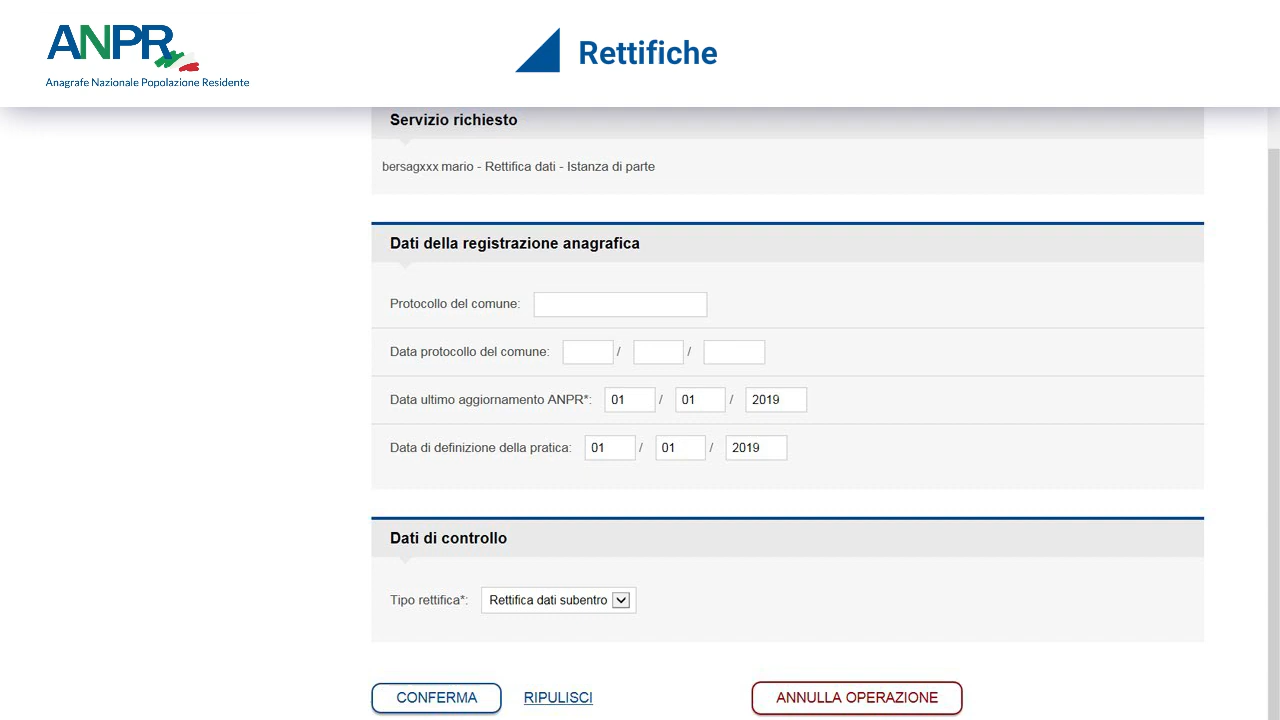 ANPR
Anagrafe Nazionale Popolazione Residente
Rettifiche
Servizio richiesto
bersagxxx mario - Rettifica dati - Istanza di parte
Dati della registrazione anagrafica
Protocollo del comune:
Data protocollo del comune: / /
Data ultimo aggiornamento ANPR*: 01 / 01 / 2019
Data di definizione della pratica: 01 / 01 / 2019
Dati di controllo
Tipo rettifica*: Rettifica dati subentro
CONFERMA RIPULISCI ANNULLA OPERAZIONE